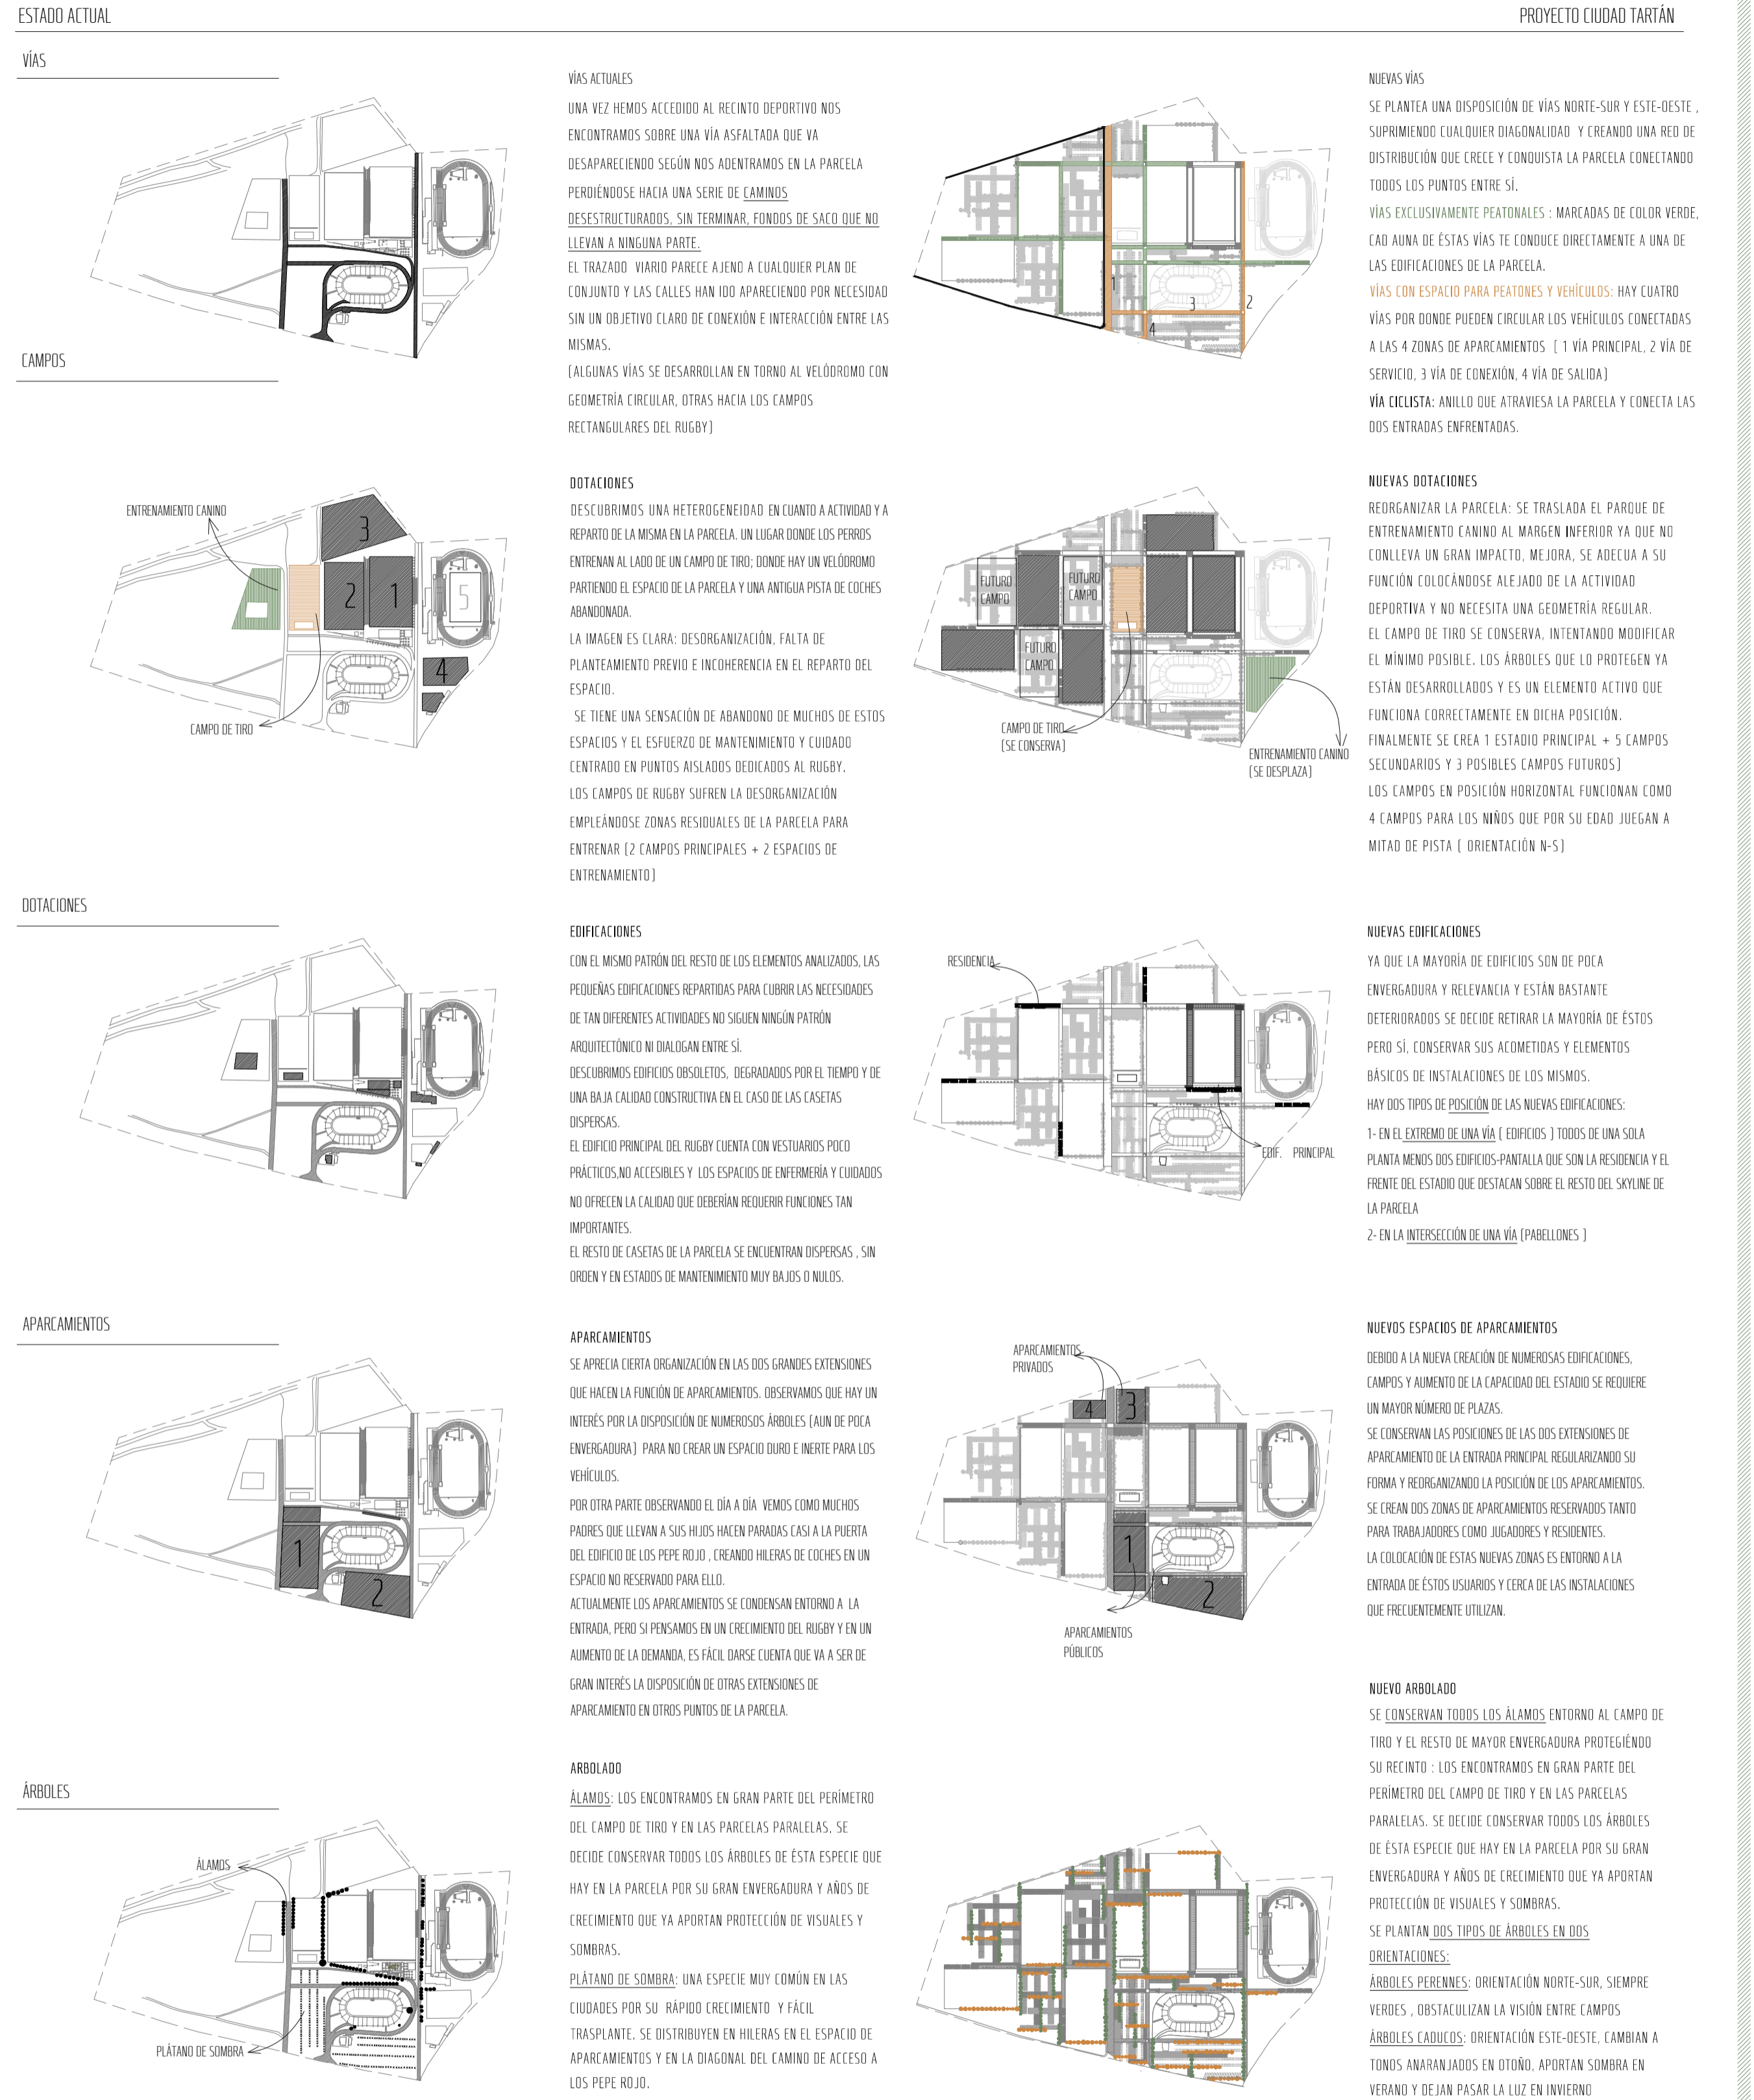 ESTADO ACTUAL
PROYECTO CIUDAD TARTÁN
VÍAS
VÍAS ACTUALES
UNA VEZ HEMOS ACCEDIDO AL RECINTO DEPORTIVO NOS
ENCONTRAMOS SOBRE UNA VÍA ASFALTADA QUE VA
DESAPARECIENDO SEGÚN NOS ADENTRAMOS EN LA PARCELA
PERDIÉNDOSE HACIA UNA SERIE DE CAMINOS
DESESTRUCTURADOS, SIN TERMINAR, FONDOS DE SACO QUE NO
LLEVAN A NINGUNA PARTE.
EL TRAZADO VIARIO PARECE AJENO A CUALQUIER PLAN DE
CONJUNTO Y LAS CALLES HAN IDO APARECIENDO POR NECESIDAD
SIN UN OBJETIVO CLARO DE CONEXIÓN E INTERACCIÓN ENTRE LAS
MISMAS.
(ALGUNAS VÍAS SE DESARROLLAN EN TORNO AL VELÓDROMO CON
GEOMETRÍA CIRCULAR, OTRAS HACIA LOS CAMPOS
RECTANGULARES DEL RUGBY)
1
3
2
4
NUEVAS VÍAS
SE PLANTEA UNA DISPOSICIÓN DE VÍAS NORTE-SUR Y ESTE-OESTE ,
SUPRIMIENDO CUALQUIER DIAGONALIDAD Y CREANDO UNA RED DE
DISTRIBUCIÓN QUE CRECE Y CONQUISTA LA PARCELA CONECTANDO
TODOS LOS PUNTOS ENTRE SÍ.
VÍAS EXCLUSIVAMENTE PEATONALES : MARCADAS DE COLOR VERDE,
CAD AUNA DE ÉSTAS VÍAS TE CONDUCE DIRECTAMENTE A UNA DE
LAS EDIFICACIONES DE LA PARCELA.
VÍAS CON ESPACIO PARA PEATONES Y VEHÍCULOS: HAY CUATRO
VÍAS POR DONDE PUEDEN CIRCULAR LOS VEHÍCULOS CONECTADAS
A LAS 4 ZONAS DE APARCAMIENTOS ( 1 VÍA PRINCIPAL, 2 VÍA DE
SERVICIO, 3 VÍA DE CONEXIÓN, 4 VÍA DE SALIDA)
VÍA CICLISTA: ANILLO QUE ATRAVIESA LA PARCELA Y CONECTA LAS
DOS ENTRADAS ENFRENTADAS.
CAMPOS
ENTRENAMIENTO CANINO
3
2
1
5
4
CAMPO DE TIRO
DOTACIONES
DESCUBRIMOS UNA HETEROGENEIDAD EN CUANTO A ACTIVIDAD Y A
REPARTO DE LA MISMA EN LA PARCELA. UN LUGAR DONDE LOS PERROS
ENTRENAN AL LADO DE UN CAMPO DE TIRO; DONDE HAY UN VELÓDROMO
PARTIENDO EL ESPACIO DE LA PARCELA Y UNA ANTIGUA PISTA DE COCHES
ABANDONADA.
LA IMAGEN ES CLARA: DESORGANIZACIÓN, FALTA DE
PLANTEAMIENTO PREVIO E INCOHERENCIA EN EL REPARTO DEL
ESPACIO.
SE TIENE UNA SENSACIÓN DE ABANDONO DE MUCHOS DE ESTOS
ESPACIOS Y EL ESFUERZO DE MANTENIMIENTO Y CUIDADO
CENTRADO EN PUNTOS AISLADOS DEDICADOS AL RUGBY.
LOS CAMPOS DE RUGBY SUFREN LA DESORGANIZACIÓN
EMPLEÁNDOSE ZONAS RESIDUALES DE LA PARCELA PARA
ENTRENAR (2 CAMPOS PRINCIPALES + 2 ESPACIOS DE
ENTRENAMIENTO)
FUTURO
CAMPO
FUTURO
CAMPO
FUTURO
CAMPO
CAMPO DE TIRO
(SE CONSERVA)
ENTRENAMIENTO CANINO
(SE DESPLAZA)
NUEVAS DOTACIONES
REORGANIZAR LA PARCELA: SE TRASLADA EL PARQUE DE
ENTRENAMIENTO CANINO AL MARGEN INFERIOR YA QUE NO
CONLLEVA UN GRAN IMPACTO, MEJORA, SE ADECUA A SU
FUNCIÓN COLOCÁNDOSE ALEJADO DE LA ACTIVIDAD
DEPORTIVA Y NO NECESITA UNA GEOMETRÍA REGULAR.
EL CAMPO DE TIRO SE CONSERVA, INTENTANDO MODIFICAR
EL MÍNIMO POSIBLE. LOS ÁRBOLES QUE LO PROTEGEN YA
ESTÁN DESARROLLADOS Y ES UN ELEMENTO ACTIVO QUE
FUNCIONA CORRECTAMENTE EN DICHA POSICIÓN.
FINALMENTE SE CREA 1 ESTADIO PRINCIPAL + 5 CAMPOS
SECUNDARIOS Y 3 POSIBLES CAMPOS FUTUROS)
LOS CAMPOS EN POSICIÓN HORIZONTAL FUNCIONAN COMO
4 CAMPOS PARA LOS NIÑOS QUE POR SU EDAD JUEGAN A
MITAD DE PISTA ( ORIENTACIÓN N-S)
DOTACIONES
EDIFICACIONES
CON EL MISMO PATRÓN DEL RESTO DE LOS ELEMENTOS ANALIZADOS, LAS
PEQUEÑAS EDIFICACIONES REPARTIDAS PARA CUBRIR LAS NECESIDADES
DE TAN DIFERENTES ACTIVIDADES NO SIGUEN NINGÚN PATRÓN
ARQUITECTÓNICO NI DIALOGAN ENTRE SÍ.
DESCUBRIMOS EDIFICIOS OBSOLETOS, DEGRADADOS POR EL TIEMPO Y DE
UNA BAJA CALIDAD CONSTRUCTIVA EN EL CASO DE LAS CASETAS
DISPERSAS.
EL EDIFICIO PRINCIPAL DEL RUGBY CUENTA CON VESTUARIOS POCO
PRÁCTICOS,NO ACCESIBLES Y LOS ESPACIOS DE ENFERMERÍA Y CUIDADOS
NO OFRECEN LA CALIDAD QUE DEBERÍAN REQUERIR FUNCIONES TAN
IMPORTANTES.
EL RESTO DE CASETAS DE LA PARCELA SE ENCUENTRAN DISPERSAS , SIN
ORDEN Y EN ESTADOS DE MANTENIMIENTO MUY BAJOS O NULOS.
RESIDENCIA
EDIF. PRINCIPAL
NUEVAS EDIFICACIONES
YA QUE LA MAYORÍA DE EDIFICIOS SON DE POCA
ENVERGADURA Y RELEVANCIA Y ESTÁN BASTANTE
DETERIORADOS SE DECIDE RETIRAR LA MAYORÍA DE ÉSTOS
PERO SÍ, CONSERVAR SUS ACOMETIDAS Y ELEMENTOS
BÁSICOS DE INSTALACIONES DE LOS MISMOS.
HAY DOS TIPOS DE POSICIÓN DE LAS NUEVAS EDIFICACIONES:
1- EN EL EXTREMO DE UNA VÍA ( EDIFICIOS ) TODOS DE UNA SOLA
PLANTA MENOS DOS EDIFICIOS-PANTALLA QUE SON LA RESIDENCIA Y EL
FRENTE DEL ESTADIO QUE DESTACAN SOBRE EL RESTO DEL SKYLINE DE
LA PARCELA
2- EN LA INTERSECCIÓN DE UNA VÍA (PABELLONES )
APARCAMIENTOS
1
2
APARCAMIENTOS
SE APRECIA CIERTA ORGANIZACIÓN EN LAS DOS GRANDES EXTENSIONES
QUE HACEN LA FUNCIÓN DE APARCAMIENTOS. OBSERVAMOS QUE HAY UN
INTERÉS POR LA DISPOSICIÓN DE NUMEROSOS ÁRBOLES (AUN DE POCA
ENVERGADURA) PARA NO CREAR UN ESPACIO DURO E INERTE PARA LOS
VEHÍCULOS.
POR OTRA PARTE OBSERVANDO EL DÍA A DÍA VEMOS COMO MUCHOS
PADRES QUE LLEVAN A SUS HIJOS HACEN PARADAS CASI A LA PUERTA
DEL EDIFICIO DE LOS PEPE ROJO , CREANDO HILERAS DE COCHES EN UN
ESPACIO NO RESERVADO PARA ELLO.
ACTUALMENTE LOS APARCAMIENTOS SE CONDENSAN ENTORNO A LA
ENTRADA, PERO SI PENSAMOS EN UN CRECIMIENTO DEL RUGBY Y EN UN
AUMENTO DE LA DEMANDA, ES FÁCIL DARSE CUENTA QUE VA A SER DE
GRAN INTERÉS LA DISPOSICIÓN DE OTRAS EXTENSIONES DE
APARCAMIENTO EN OTROS PUNTOS DE LA PARCELA.
APARCAMIENTOS
PRIVADOS
4
3
1
2
APARCAMIENTOS
PÚBLICOS
NUEVOS ESPACIOS DE APARCAMIENTOS
DEBIDO A LA NUEVA CREACIÓN DE NUMEROSAS EDIFICACIONES,
CAMPOS Y AUMENTO DE LA CAPACIDAD DEL ESTADIO SE REQUIERE
UN MAYOR NÚMERO DE PLAZAS.
SE CONSERVAN LAS POSICIONES DE LAS DOS EXTENSIONES DE
APARCAMIENTO DE LA ENTRADA PRINCIPAL REGULARIZANDO SU
FORMA Y REORGANIZANDO LA POSICIÓN DE LOS APARCAMIENTOS.
SE CREAN DOS ZONAS DE APARCAMIENTOS RESERVADOS TANTO
PARA TRABAJADORES COMO JUGADORES Y RESIDENTES.
LA COLOCACIÓN DE ESTAS NUEVAS ZONAS ES ENTORNO A LA
ENTRADA DE ÉSTOS USUARIOS Y CERCA DE LAS INSTALACIONES
QUE FRECUENTEMENTE UTILIZAN.
ÁRBOLES
ÁLAMOS
PLÁTANO DE SOMBRA
ARBOLADO
ÁLAMOS: LOS ENCONTRAMOS EN GRAN PARTE DEL PERÍMETRO
DEL CAMPO DE TIRO Y EN LAS PARCELAS PARALELAS, SE
DECIDE CONSERVAR TODOS LOS ÁRBOLES DE ÉSTA ESPECIE QUE
HAY EN LA PARCELA POR SU GRAN ENVERGADURA Y AÑOS DE
CRECIMIENTO QUE YA APORTAN PROTECCIÓN DE VISUALES Y
SOMBRAS.
PLÁTANO DE SOMBRA: UNA ESPECIE MUY COMÚN EN LAS
CIUDADES POR SU RÁPIDO CRECIMIENTO Y FÁCIL
TRASPLANTE. SE DISTRIBUYEN EN HILERAS EN EL ESPACIO DE
APARCAMIENTOS Y EN LA DIAGONAL DEL CAMINO DE ACCESO A
LOS PEPE ROJO.
NUEVO ARBOLADO
SE CONSERVAN TODOS LOS ÁLAMOS ENTORNO AL CAMPO DE
TIRO Y EL RESTO DE MAYOR ENVERGADURA PROTEGIÉNDO
SU RECINTO : LOS ENCONTRAMOS EN GRAN PARTE DEL
PERÍMETRO DEL CAMPO DE TIRO Y EN LAS PARCELAS
PARALELAS. SE DECIDE CONSERVAR TODOS LOS ÁRBOLES
DE ÉSTA ESPECIE QUE HAY EN LA PARCELA POR SU GRAN
ENVERGADURA Y AÑOS DE CRECIMIENTO QUE YA APORTAN
PROTECCIÓN DE VISUALES Y SOMBRAS.
SE PLANTAN DOS TIPOS DE ÁRBOLES EN DOS
ORIENTACIONES:
ÁRBOLES PERENNES: ORIENTACIÓN NORTE-SUR, SIEMPRE
VERDES , OBSTACULIZAN LA VISIÓN ENTRE CAMPOS
ÁRBOLES CADUCOS: ORIENTACIÓN ESTE-OESTE, CAMBIAN A
TONOS ANARANJADOS EN OTOÑO, APORTAN SOMBRA EN
VERANO Y DEJAN PASAR LA LUZ EN INVIERNO